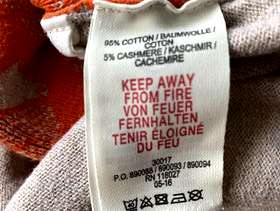 95% COTTON / BAUMWOLLE /
COTON
5% CASHMERE / KASCHMIR /
CACHEMIRE
KEEP AWAY
FROM FIRE
VON FEUER
FERNHALTEN
TENIR ÉLOIGNÉ
DU FEU
30017
P.O. 890088 / 890093 / 890094
RN 116027
05-16